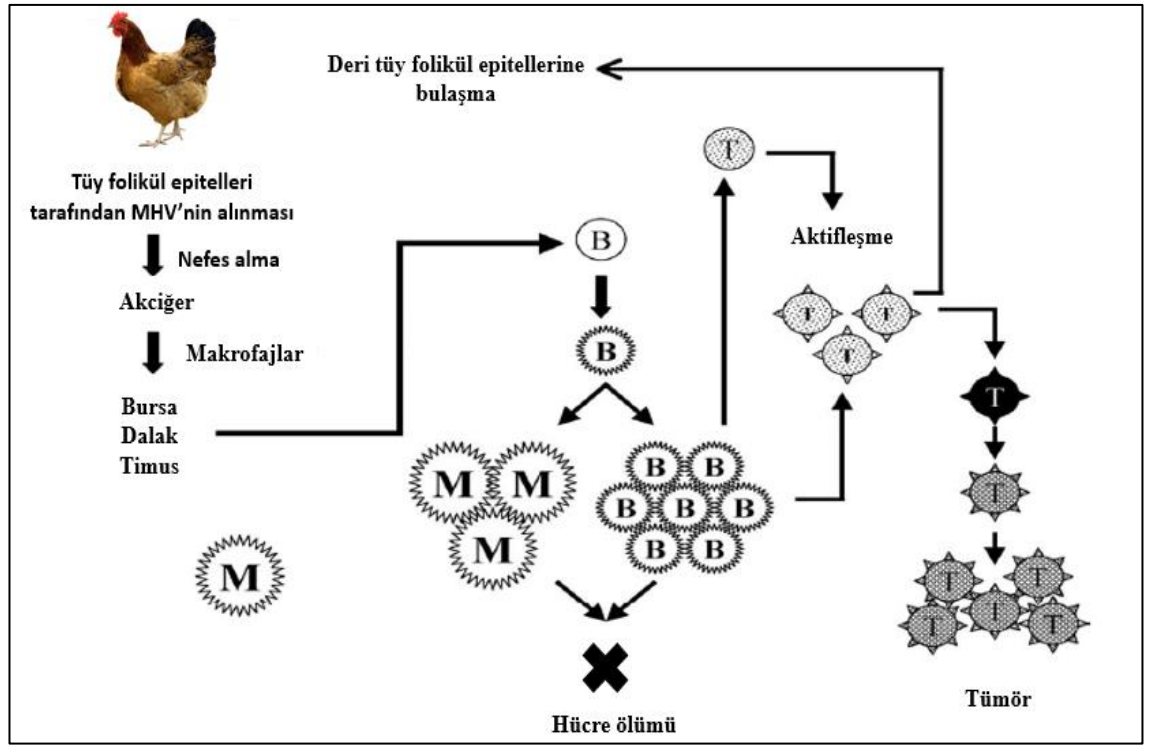 Tüy folikül epitelleri
tarafından MHV'nin alınması
Nefes alma
Akciğer
Makrofajlar
Bursa
Dalak
Timus
M
B
B
M M
M
B B
B B B
B B
Hücre ölümü
T
Aktifleşme
Deri tüy folikül epitellerine
bulaşma
T T
T
T
T
T T
T T T
Tümör